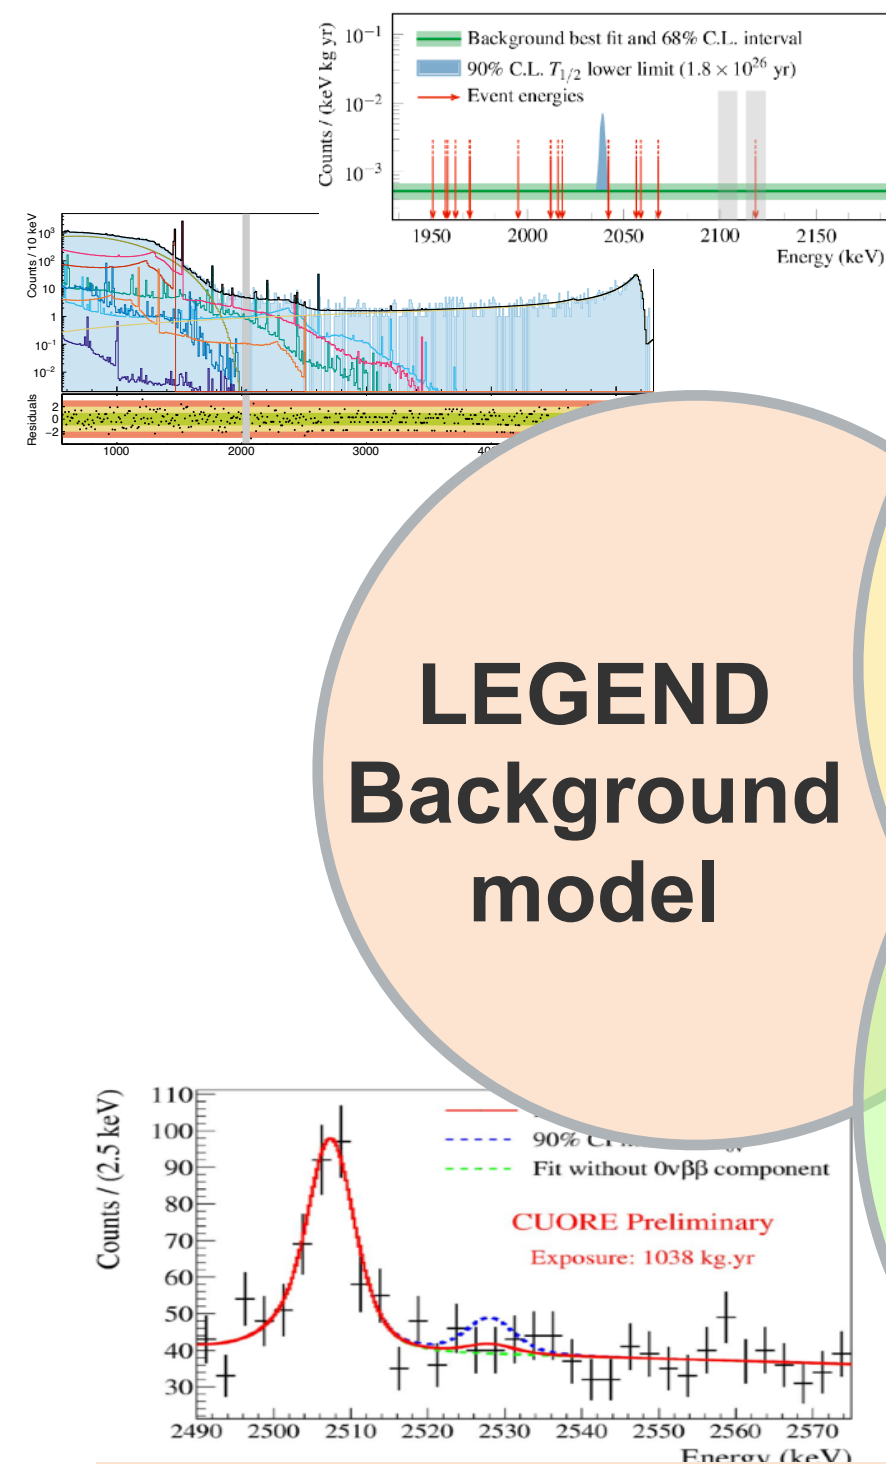 Counts / (keV kg yr)
10⁻¹
10⁻²
10⁻³
Background best fit and 68% C.L. interval
90% C.L. T₁/₂ lower limit (1.8 × 10²⁶ yr)
Event energies
1950 2000 2050 2100 2150
Energy (keV)
Counts / 10 keV
10³
10²
10
1
10⁻¹
10⁻²
Residuals
2
0
−2
1000 2000 3000
LEGEND
Background
model
Counts / (2.5 keV)
110
100
90
80
70
60
50
40
30
90%
Fit without 0νββ component
CUORE Preliminary
Exposure: 1038 kg.yr
2490 2500 2510 2520 2530 2540 2550 2560 2570
Energy (keV)